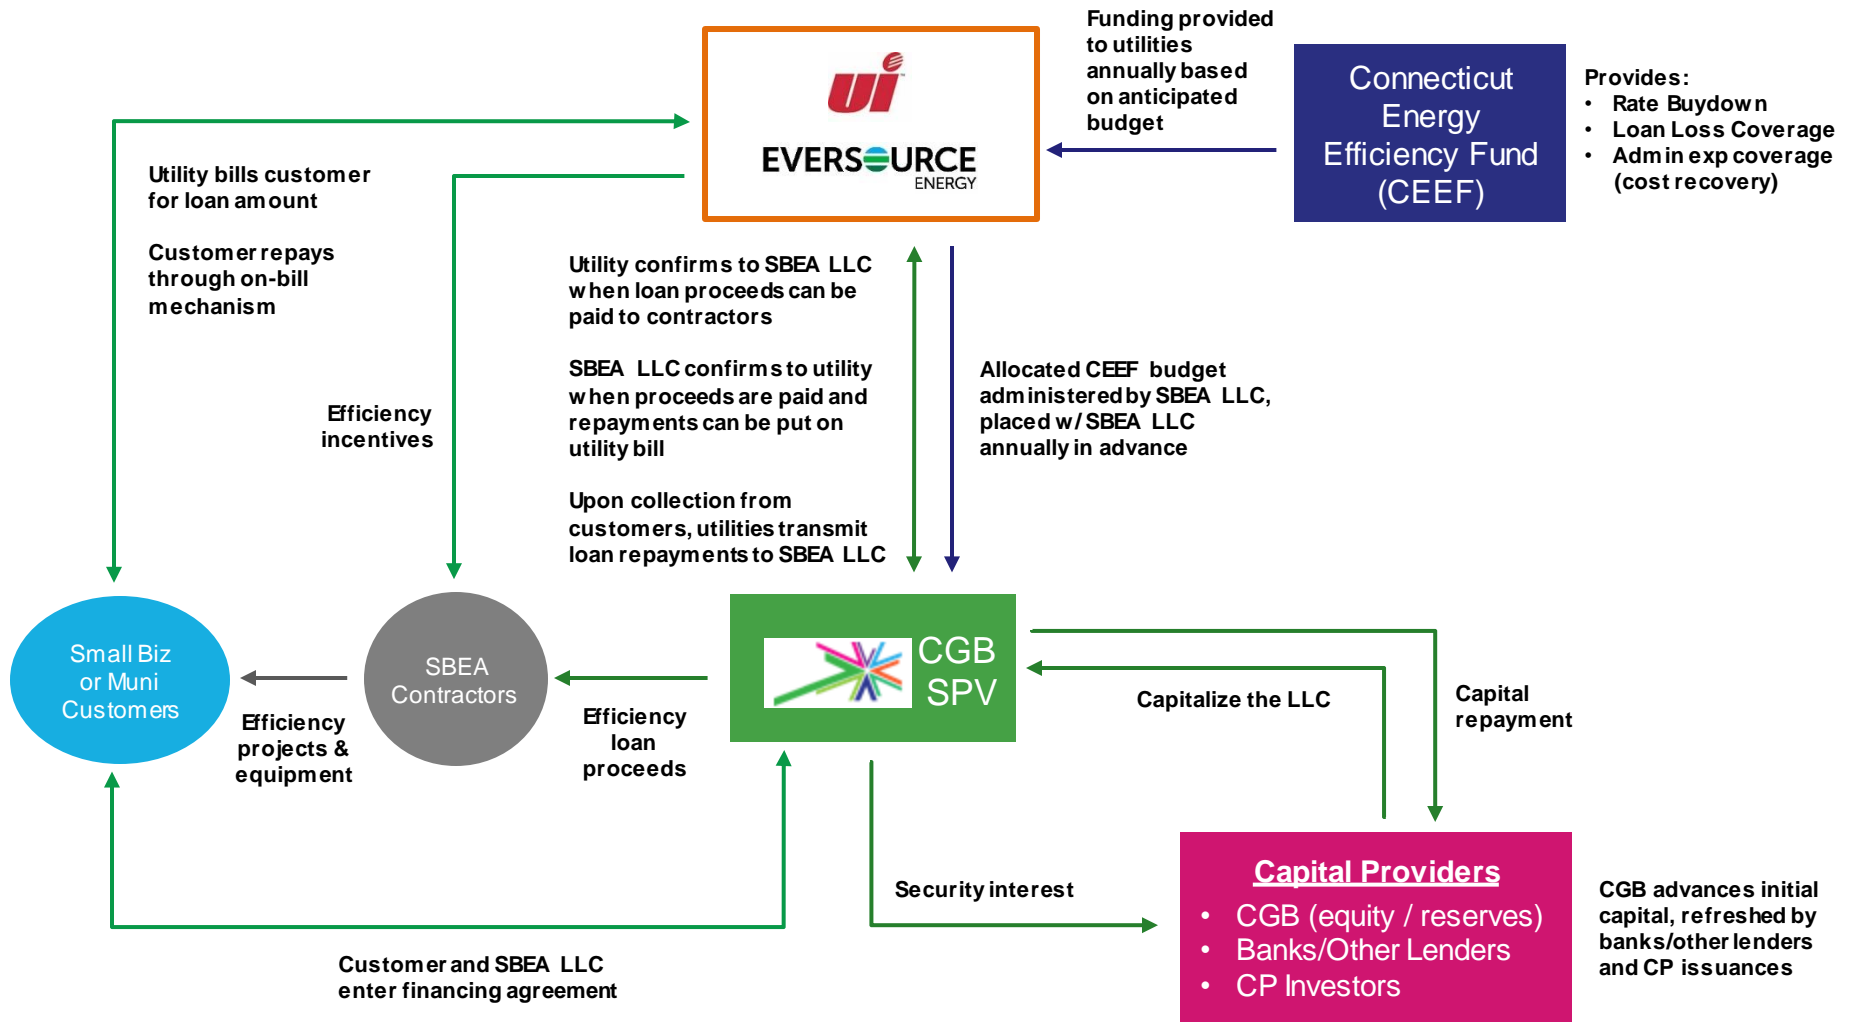 Funding provided
to utilities
annually based
on anticipated
budget
ui
EVERSOURCE
ENERGY
Connecticut
Energy
Efficiency Fund
(CEEF)
Provides:
• Rate Buydown
• Loan Loss Coverage
• Admin exp coverage
(cost recovery)
Utility bills customer
for loan amount
Customer repays
through on-bill
mechanism
Efficiency
incentives
Utility confirms to SBEA LLC
when loan proceeds can be
paid to contractors
SBEA LLC confirms to utility
when proceeds are paid and
repayments can be put on
utility bill
Upon collection from
customers, utilities transmit
loan repayments to SBEA LLC
Allocated CEEF budget
administered by SBEA LLC,
placed w/ SBEA LLC
annually in advance
Small Biz
or Muni
Customers
Efficiency
projects &
equipment
SBEA
Contractors
Efficiency
loan
proceeds
CGB
SPV
Capitalize the LLC
Capital
repayment
Security interest
Customer and SBEA LLC
enter financing agreement
Capital Providers
• CGB (equity / reserves)
• Banks/Other Lenders
• CP Investors
CGB advances initial
capital, refreshed by
banks/other lenders
and CP issuances